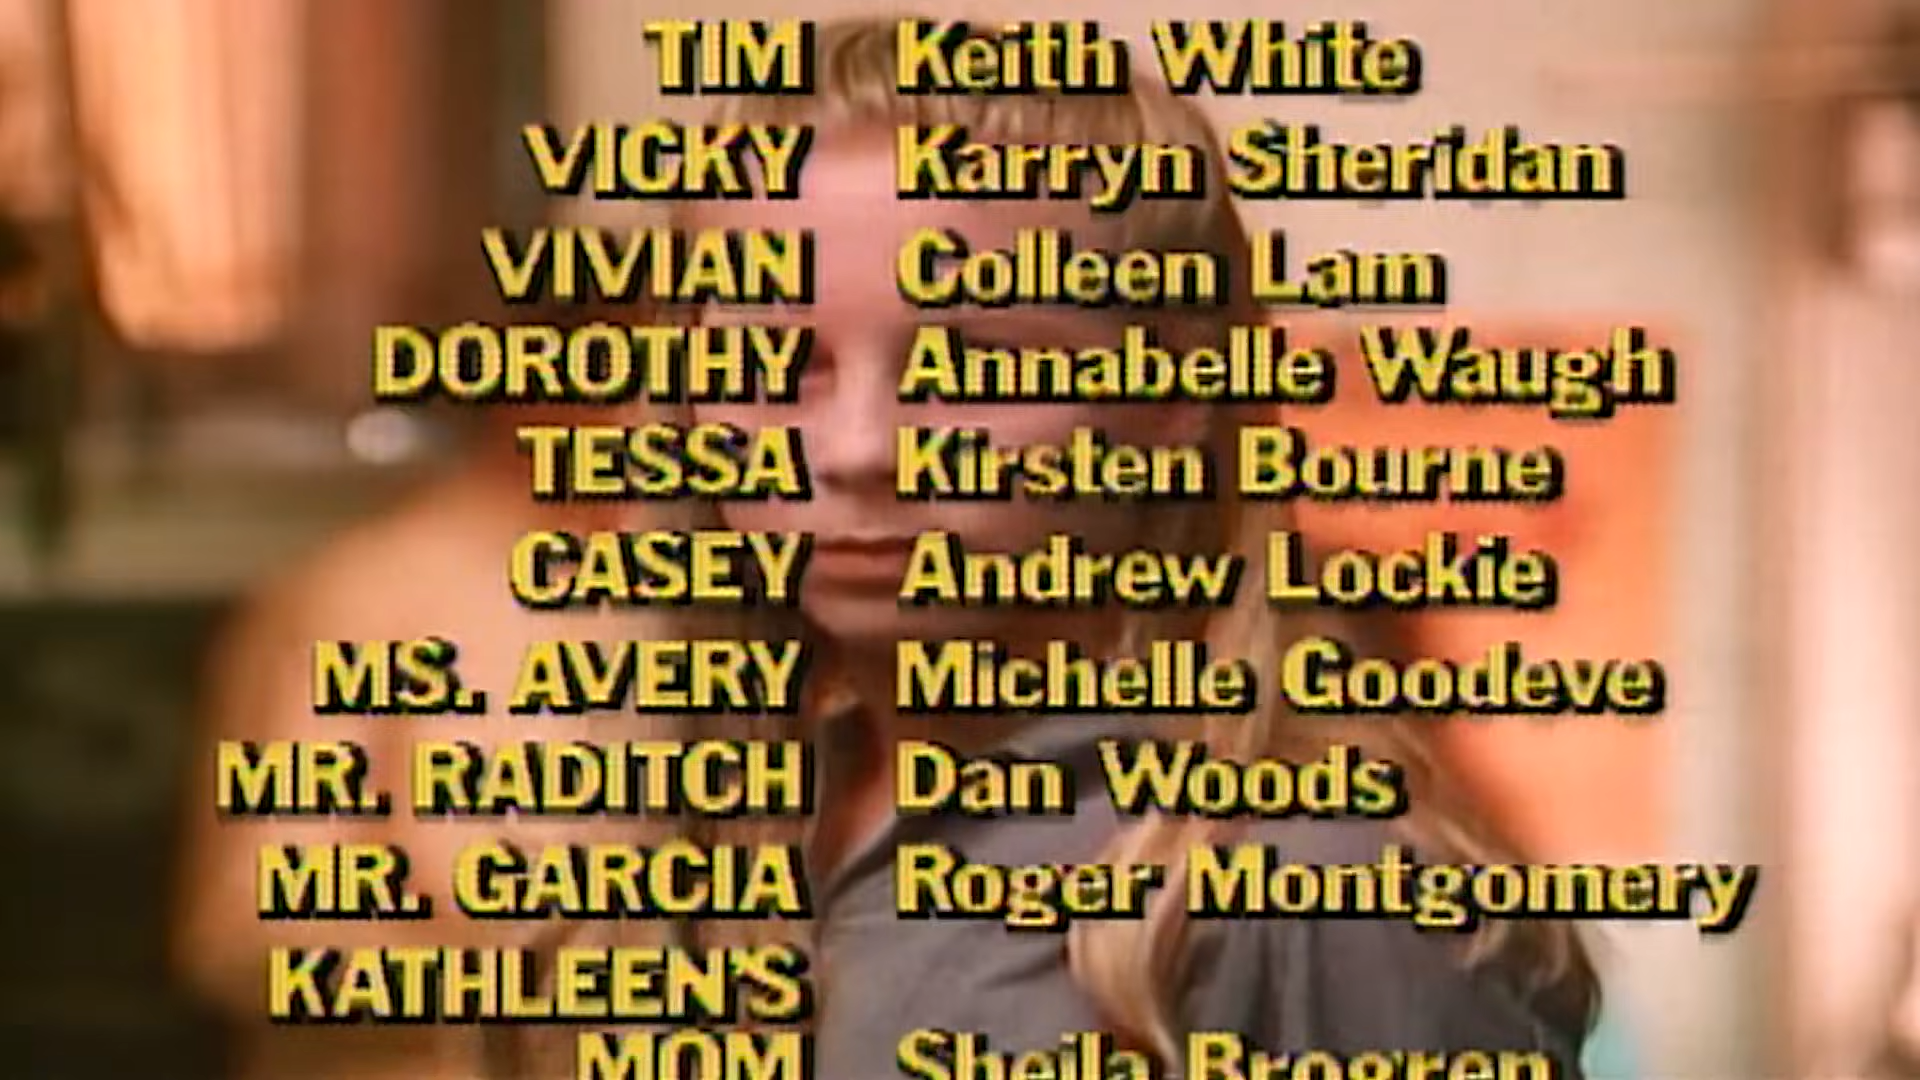 TIM Keith White
VICKY Karryn Sheridan
VIVIAN Colleen Lam
DOROTHY Annabelle Waugh
TESSA Kirsten Bourne
CASEY Andrew Lockie
MS. AVERY Michelle Goodeve
MR. RADITCH Dan Woods
MR. GARCIA Roger Montgomery
KATHLEEN'S
MOM Sheila Brogren